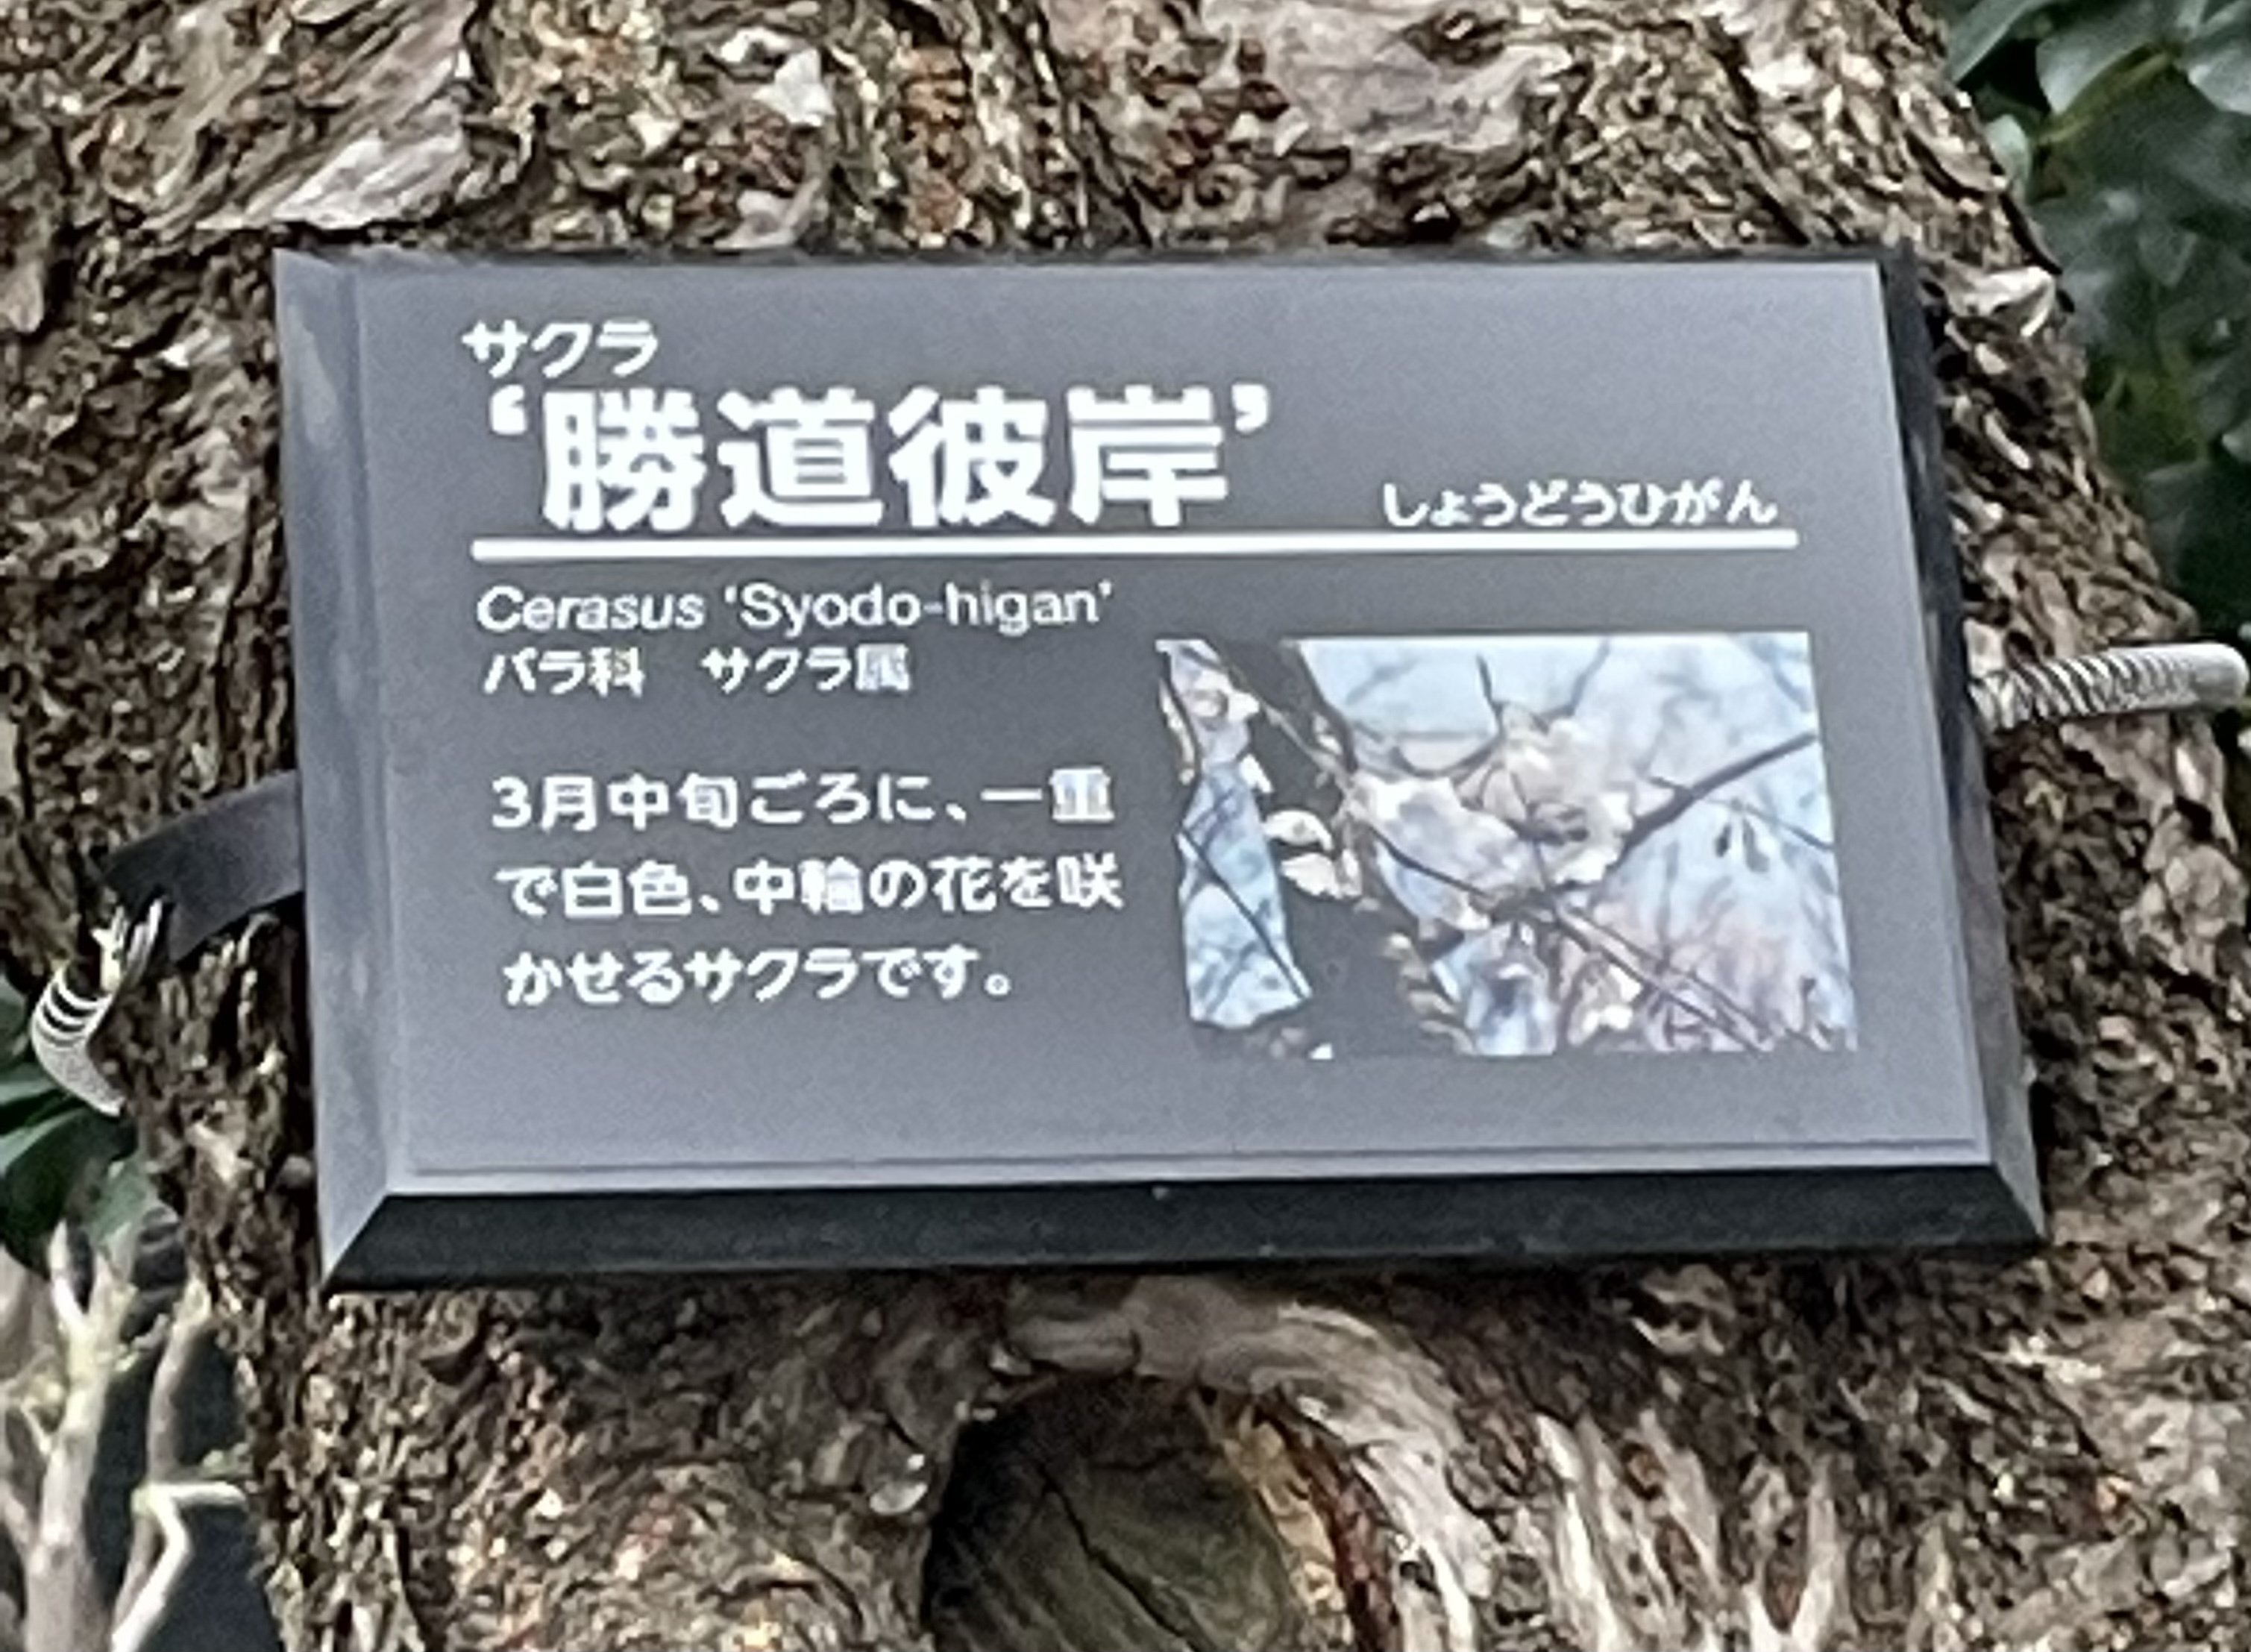 サクラ
‘勝道彼岸’ しょうどうひがん
Cerasus ‘Syodo-higan’
バラ科　サクラ属
3月中旬ごろに、一重
で白色、中輪の花を咲
かせるサクラです。